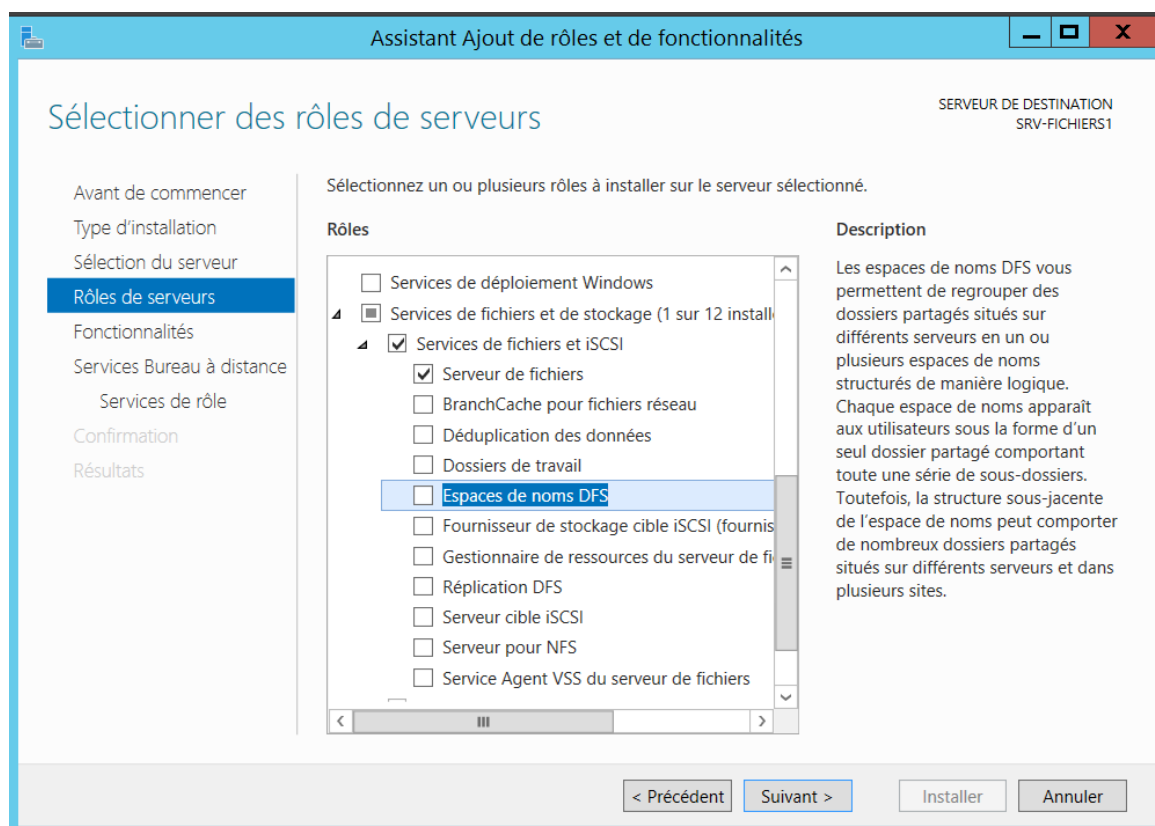 Assistant Ajout de rôles et de fonctionnalités
Sélectionner des rôles de serveurs
SERVEUR DE DESTINATION
SRV-FICHIERS1
Avant de commencer
Type d'installation
Sélection du serveur
Rôles de serveurs
Fonctionnalités
Services Bureau à distance
Services de rôle
Confirmation
Résultats
Sélectionnez un ou plusieurs rôles à installer sur le serveur sélectionné.
Rôles
Services de déploiement Windows
Services de fichiers et de stockage (1 sur 12 install
Services de fichiers et iSCSI
Serveur de fichiers
BranchCache pour fichiers réseau
Déduplication des données
Dossiers de travail
Espaces de noms DFS
Fournisseur de stockage cible iSCSI (fournis
Gestionnaire de ressources du serveur de fi
Réplication DFS
Serveur cible iSCSI
Serveur pour NFS
Service Agent VSS du serveur de fichiers
Description
Les espaces de noms DFS vous
permettent de regrouper des
dossiers partagés situés sur
différents serveurs en un ou
plusieurs espaces de noms
structurés de manière logique.
Chaque espace de noms apparaît
aux utilisateurs sous la forme d'un
seul dossier partagé comportant
toute une série de sous-dossiers.
Toutefois, la structure sous-jacente
de l'espace de noms peut comporter
de nombreux dossiers partagés
situés sur différents serveurs et dans
plusieurs sites.
< Précédent
Suivant >
Installer
Annuler